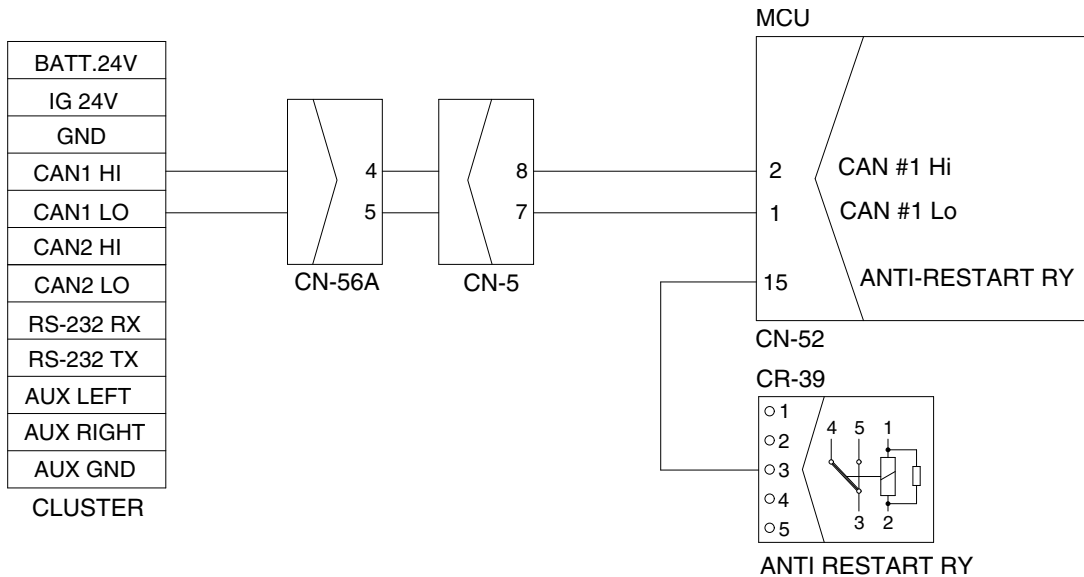 MCU
BATT.24V
IG 24V
GND
CAN1 HI
CAN1 LO
CAN2 HI
CAN2 LO
RS-232 RX
RS-232 TX
AUX LEFT
AUX RIGHT
AUX GND
CLUSTER
4
5
CN-56A
8
7
CN-5
2 CAN #1 Hi
1 CAN #1 Lo
15 ANTI-RESTART RY
CN-52
CR-39
1
2
3
4
5
4 5 1
3 2
ANTI RESTART RY